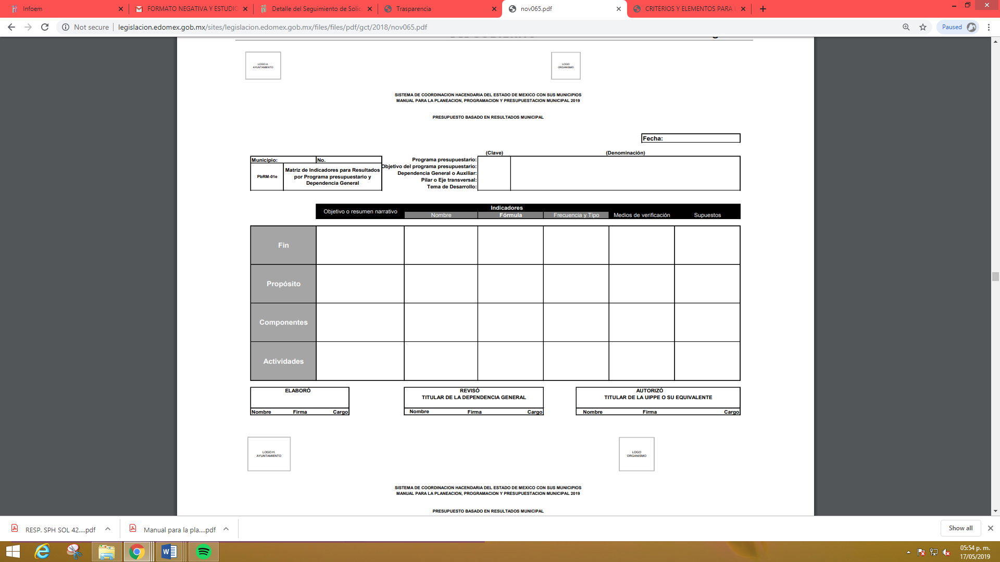 Infoem
FORMATO NEGATIVA Y ESTUDIO
Detalle del Seguimiento de Solic
Trasparencia
nov065.pdf
CRITERIOS Y ELEMENTOS PARA
Not secure
legislacion.edomex.gob.mx/sites/legislacion.edomex.gob.mx/files/files/pdf/gct/2018/nov065.pdf
Paused
LOGO H.
AYUNTAMIENTO
LOGO
ORGANISMO
SISTEMA DE COORDINACION HACENDARIA DEL ESTADO DE MEXICO CON SUS MUNICIPIOS
MANUAL PARA LA PLANEACION, PROGRAMACION Y PRESUPUESTACION MUNICIPAL 2019
PRESUPUESTO BASADO EN RESULTADOS MUNICIPAL
Fecha:
(Clave)
(Denominación)
Municipio:
No.
PbRM-01e
Matriz de Indicadores para Resultados
por Programa presupuestario y
Dependencia General
Programa presupuestario:
Objetivo del programa presupuestario:
Dependencia General o Auxiliar:
Pilar o Eje transversal:
Tema de Desarrollo:
Objetivo o resumen narrativo
Indicadores
Nombre
Fórmula
Frecuencia y Tipo
Medios de verificación
Supuestos
Fin
Propósito
Componentes
Actividades
ELABORÓ
Nombre Firma Cargo
REVISÓ
TITULAR DE LA DEPENDENCIA GENERAL
Nombre Firma Cargo
AUTORIZÓ
TITULAR DE LA UIPPE O SU EQUIVALENTE
Nombre Firma Cargo
LOGO H.
AYUNTAMIENTO
LOGO
ORGANISMO
SISTEMA DE COORDINACION HACENDARIA DEL ESTADO DE MEXICO CON SUS MUNICIPIOS
MANUAL PARA LA PLANEACION, PROGRAMACION Y PRESUPUESTACION MUNICIPAL 2019
PRESUPUESTO BASADO EN RESULTADOS MUNICIPAL
RESP. SPH SOL 42....pdf
Manual para la pla....pdf
Show all
05:54 p. m.
17/05/2019